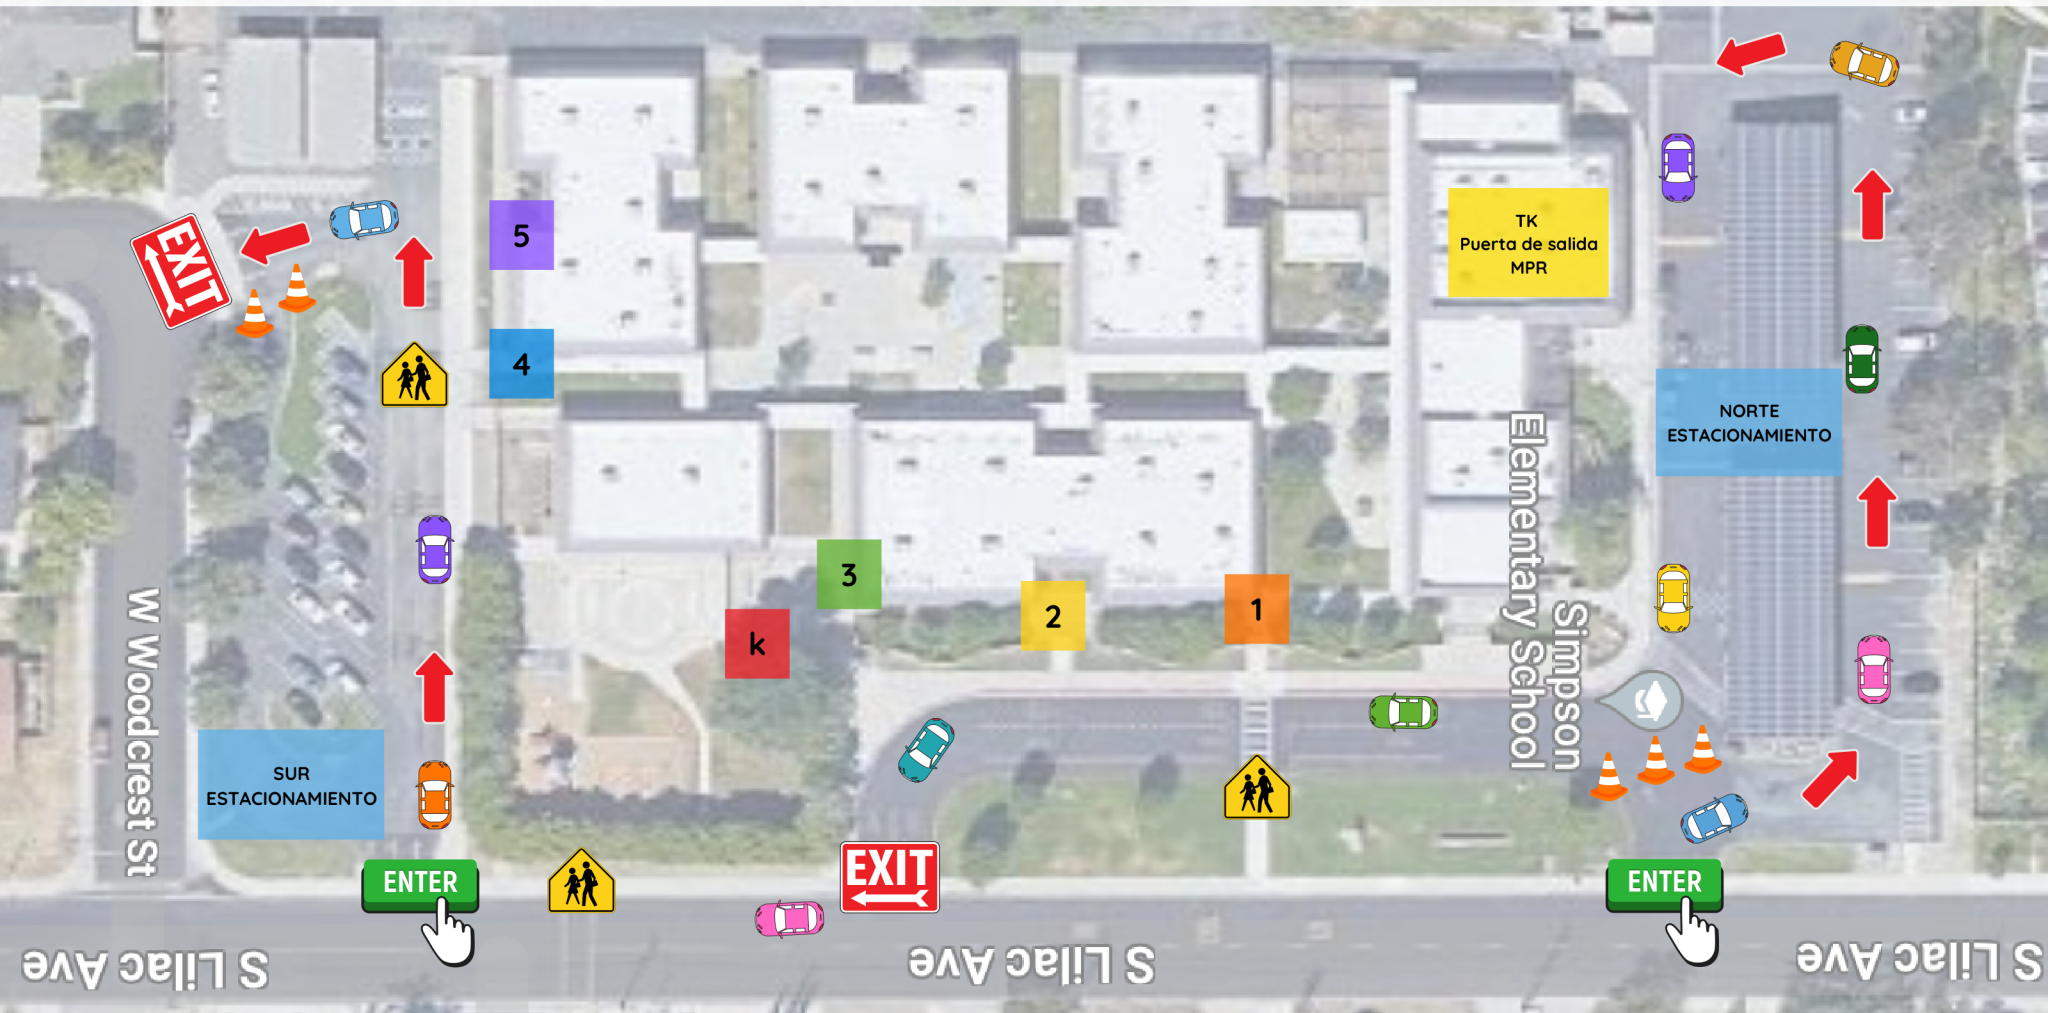 EXIT
5
4
TK
Puerta de salida
MPR
NORTE
ESTACIONAMIENTO
3
2
1
k
Simpson
Elementary School
W Woodcrest St
SUR
ESTACIONAMIENTO
ENTER
EXIT
ENTER
S Lilac Ave
S Lilac Ave
S Lilac Ave